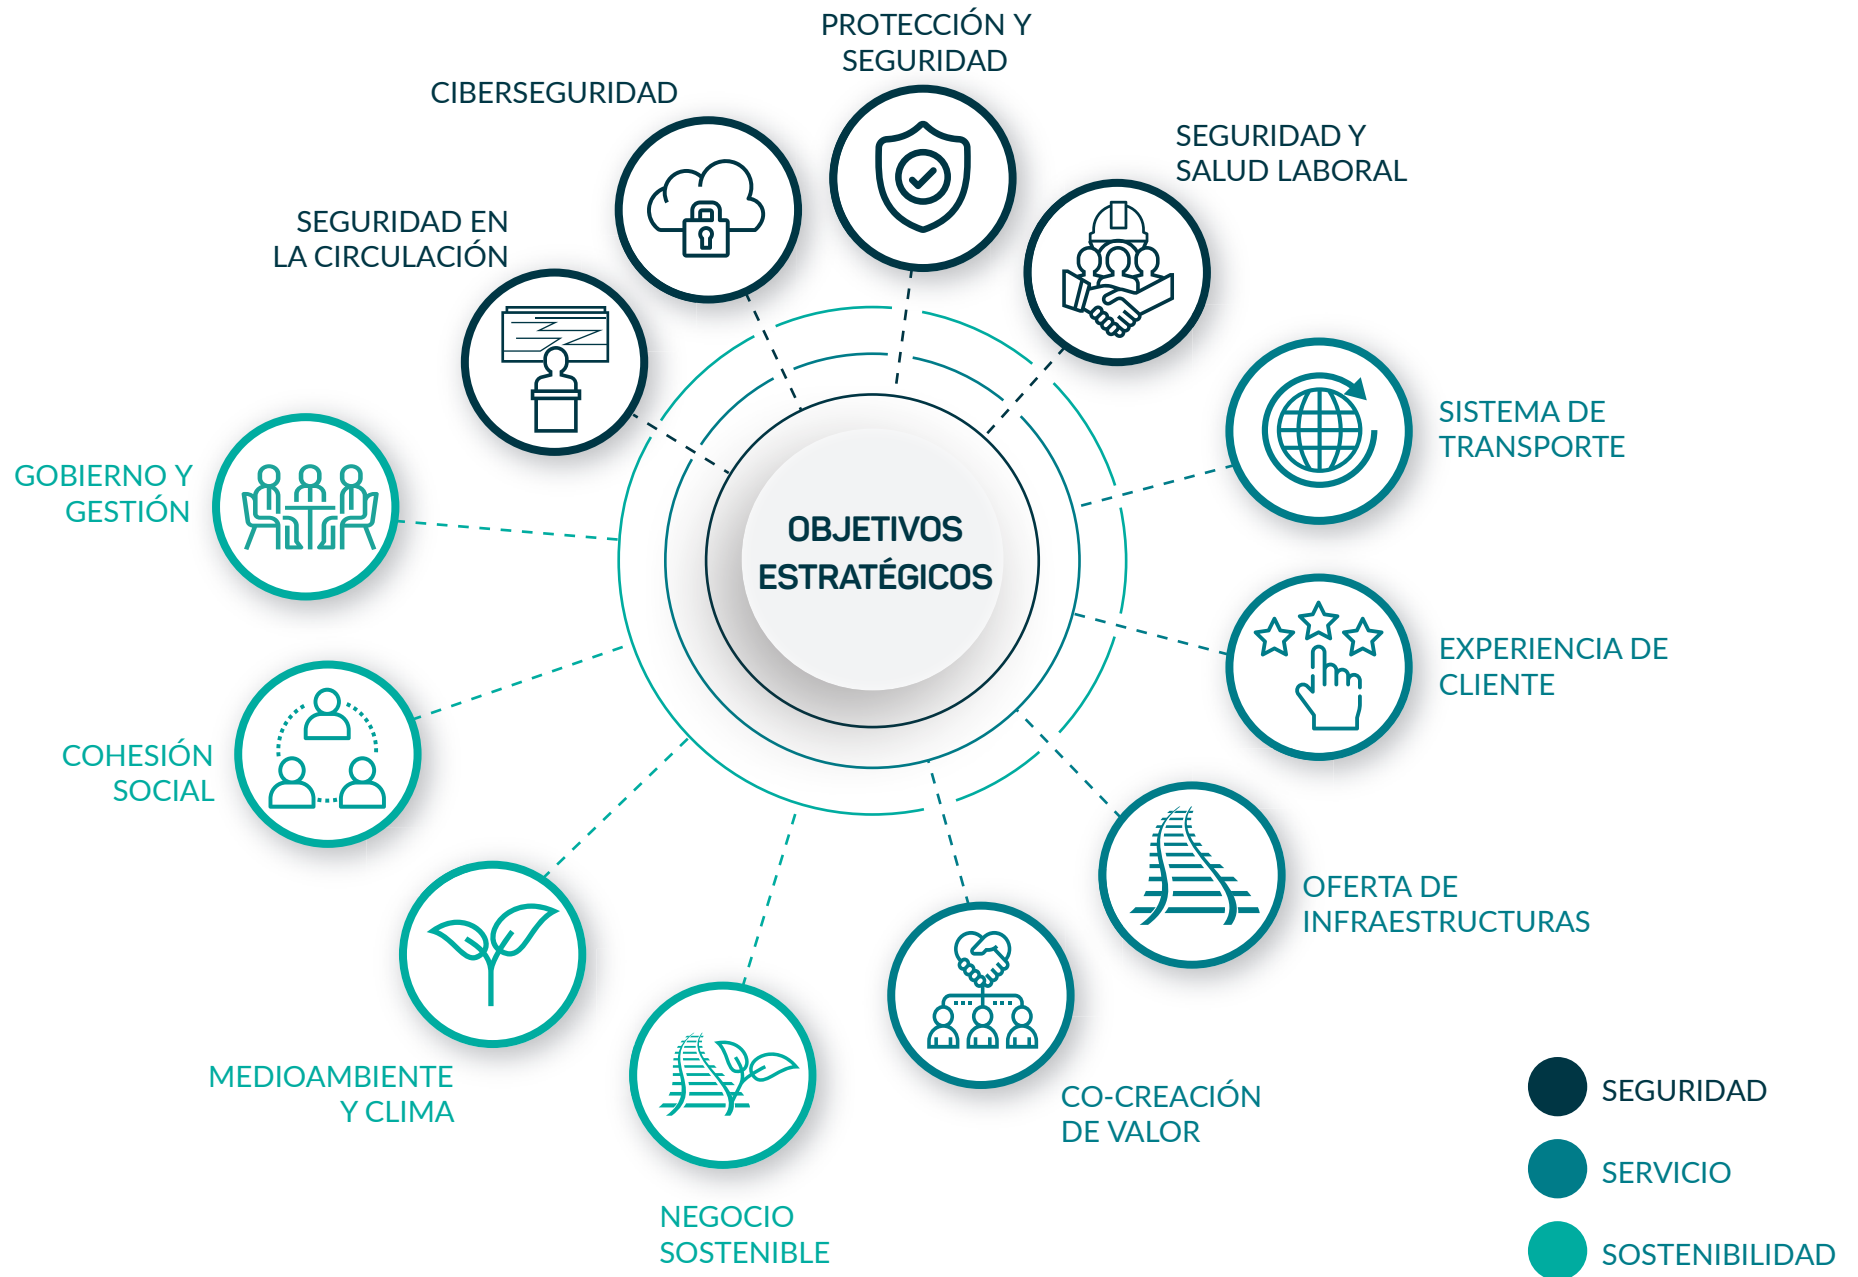 PROTECCIÓN Y
SEGURIDAD
CIBERSEGURIDAD
SEGURIDAD Y
SALUD LABORAL
SEGURIDAD EN
LA CIRCULACIÓN
SISTEMA DE
TRANSPORTE
GOBIERNO Y
GESTIÓN
OBJETIVOS
ESTRATÉGICOS
EXPERIENCIA DE
CLIENTE
COHESIÓN
SOCIAL
OFERTA DE
INFRAESTRUCTURAS
MEDIOAMBIENTE
Y CLIMA
CO-CREACIÓN
DE VALOR
NEGOCIO
SOSTENIBLE
SEGURIDAD
SERVICIO
SOSTENIBILIDAD